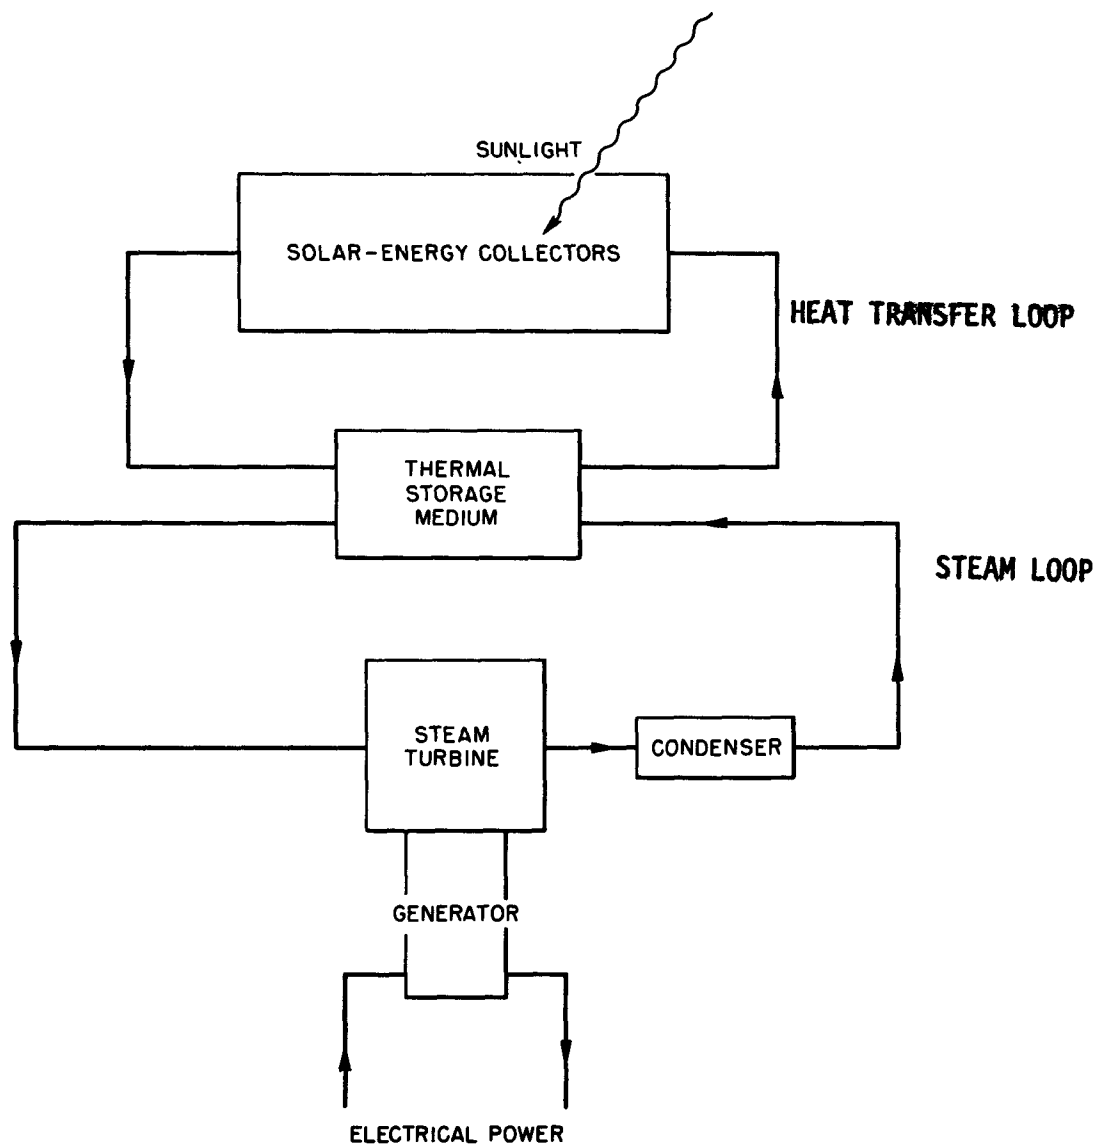 SUNLIGHT
SOLAR-ENERGY COLLECTORS
HEAT TRANSFER LOOP
THERMAL
STORAGE
MEDIUM
STEAM LOOP
STEAM
TURBINE
CONDENSER
GENERATOR
ELECTRICAL POWER